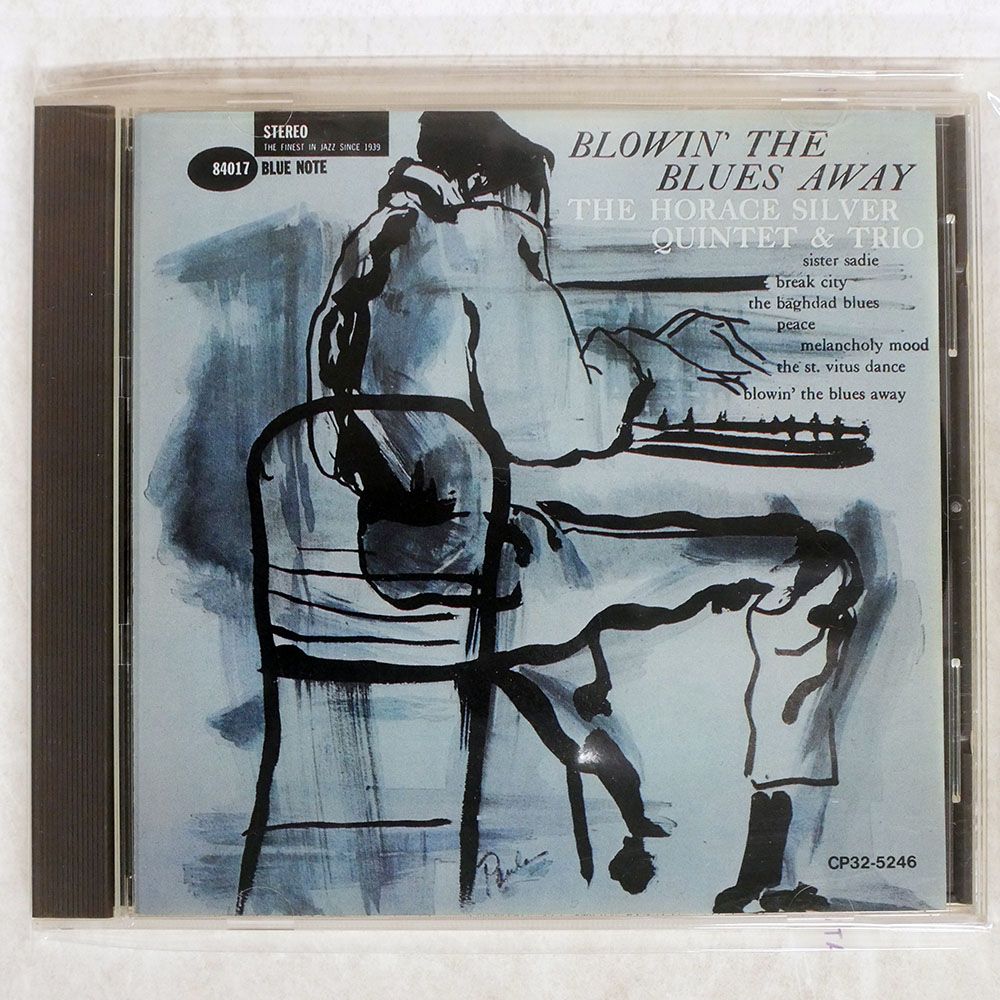 STEREO
THE FINEST IN JAZZ SINCE 1939
84017 BLUE NOTE
BLOWIN' THE
BLUES AWAY
THE HORACE SILVER
QUINTET & TRIO
sister sadie
break city
the baghdad blues
peace
melancholy mood
the st. vitus dance
blowin' the blues away
Paula
CP32-5246